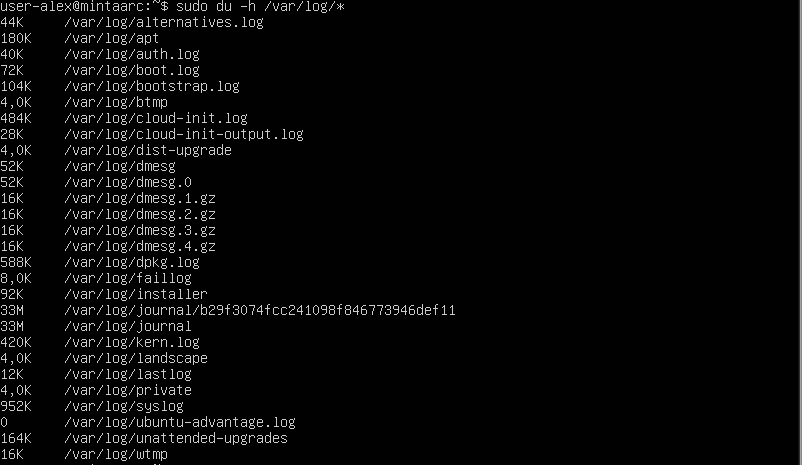 user-alex@mintaarc:~$ sudo du -h /var/log/*
44K /var/log/alternatives.log
180K /var/log/apt
40K /var/log/auth.log
72K /var/log/boot.log
104K /var/log/bootstrap.log
4,0K /var/log/btmp
484K /var/log/cloud-init.log
28K /var/log/cloud-init-output.log
4,0K /var/log/dist-upgrade
52K /var/log/dmesg
52K /var/log/dmesg.0
16K /var/log/dmesg.1.gz
16K /var/log/dmesg.2.gz
16K /var/log/dmesg.3.gz
16K /var/log/dmesg.4.gz
588K /var/log/dpkg.log
8,0K /var/log/faillog
92K /var/log/installer
33M /var/log/journal/b29f3074fcc241098f846773946def11
33M /var/log/journal
420K /var/log/kern.log
4,0K /var/log/landscape
12K /var/log/lastlog
4,0K /var/log/private
952K /var/log/syslog
0 /var/log/ubuntu-advantage.log
164K /var/log/unattended-upgrades
16K /var/log/wtmp